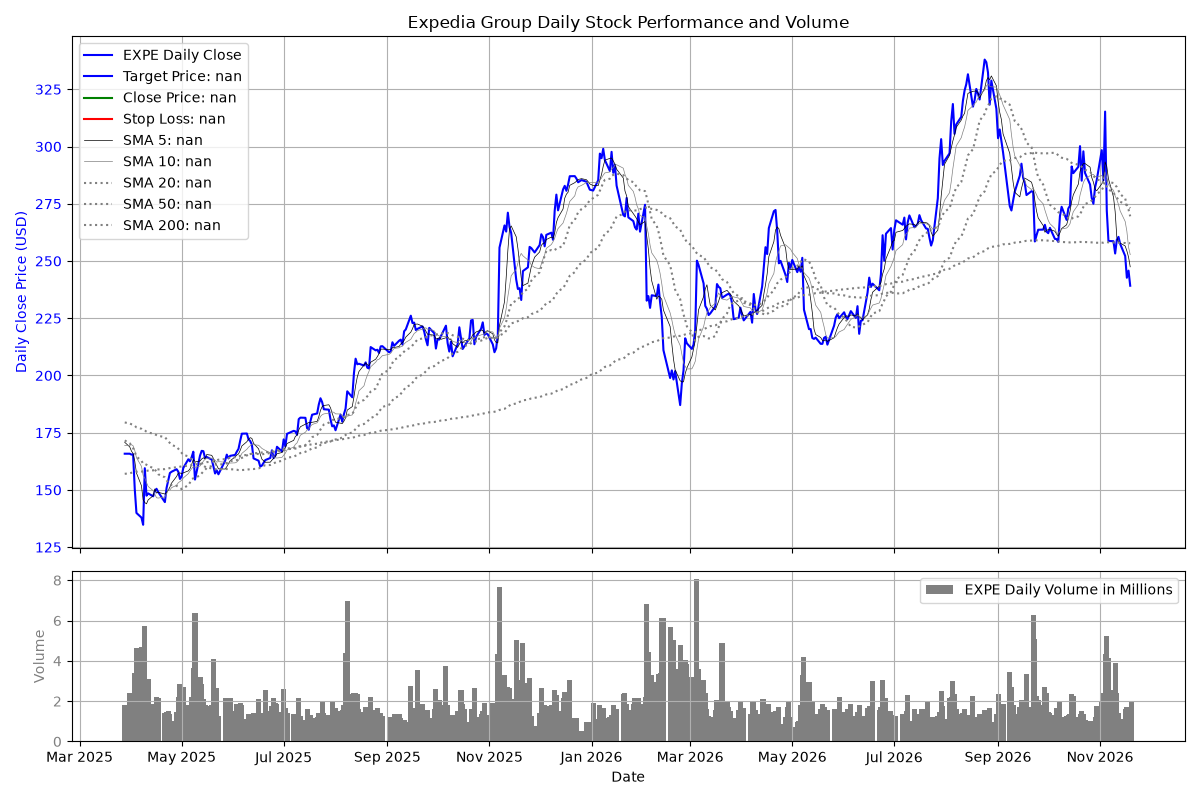 Expedia Group Daily Stock Performance and Volume
EXPE Daily Close
Target Price: nan
Close Price: nan
Stop Loss: nan
SMA 5: nan
SMA 10: nan
SMA 20: nan
SMA 50: nan
SMA 200: nan
Daily Close Price (USD)
325
300
275
250
225
200
175
150
125
EXPE Daily Volume in Millions
Volume
8
6
4
2
0
Mar 2025 May 2025 Jul 2025 Sep 2025 Nov 2025 Jan 2026 Mar 2026 May 2026 Jul 2026 Sep 2026 Nov 2026
Date